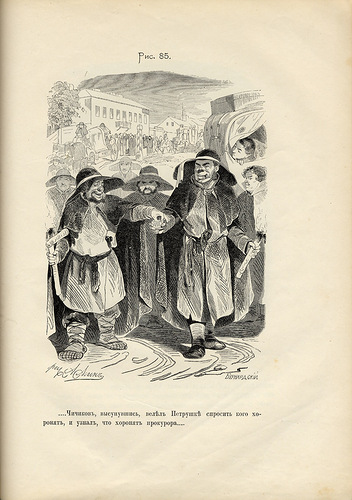 Рис. 85.
....Чичиковъ, высунувшись, велѣлъ Петрушкѣ спросить кого хо-
ронятъ, и узналъ, что хоронятъ прокурора....